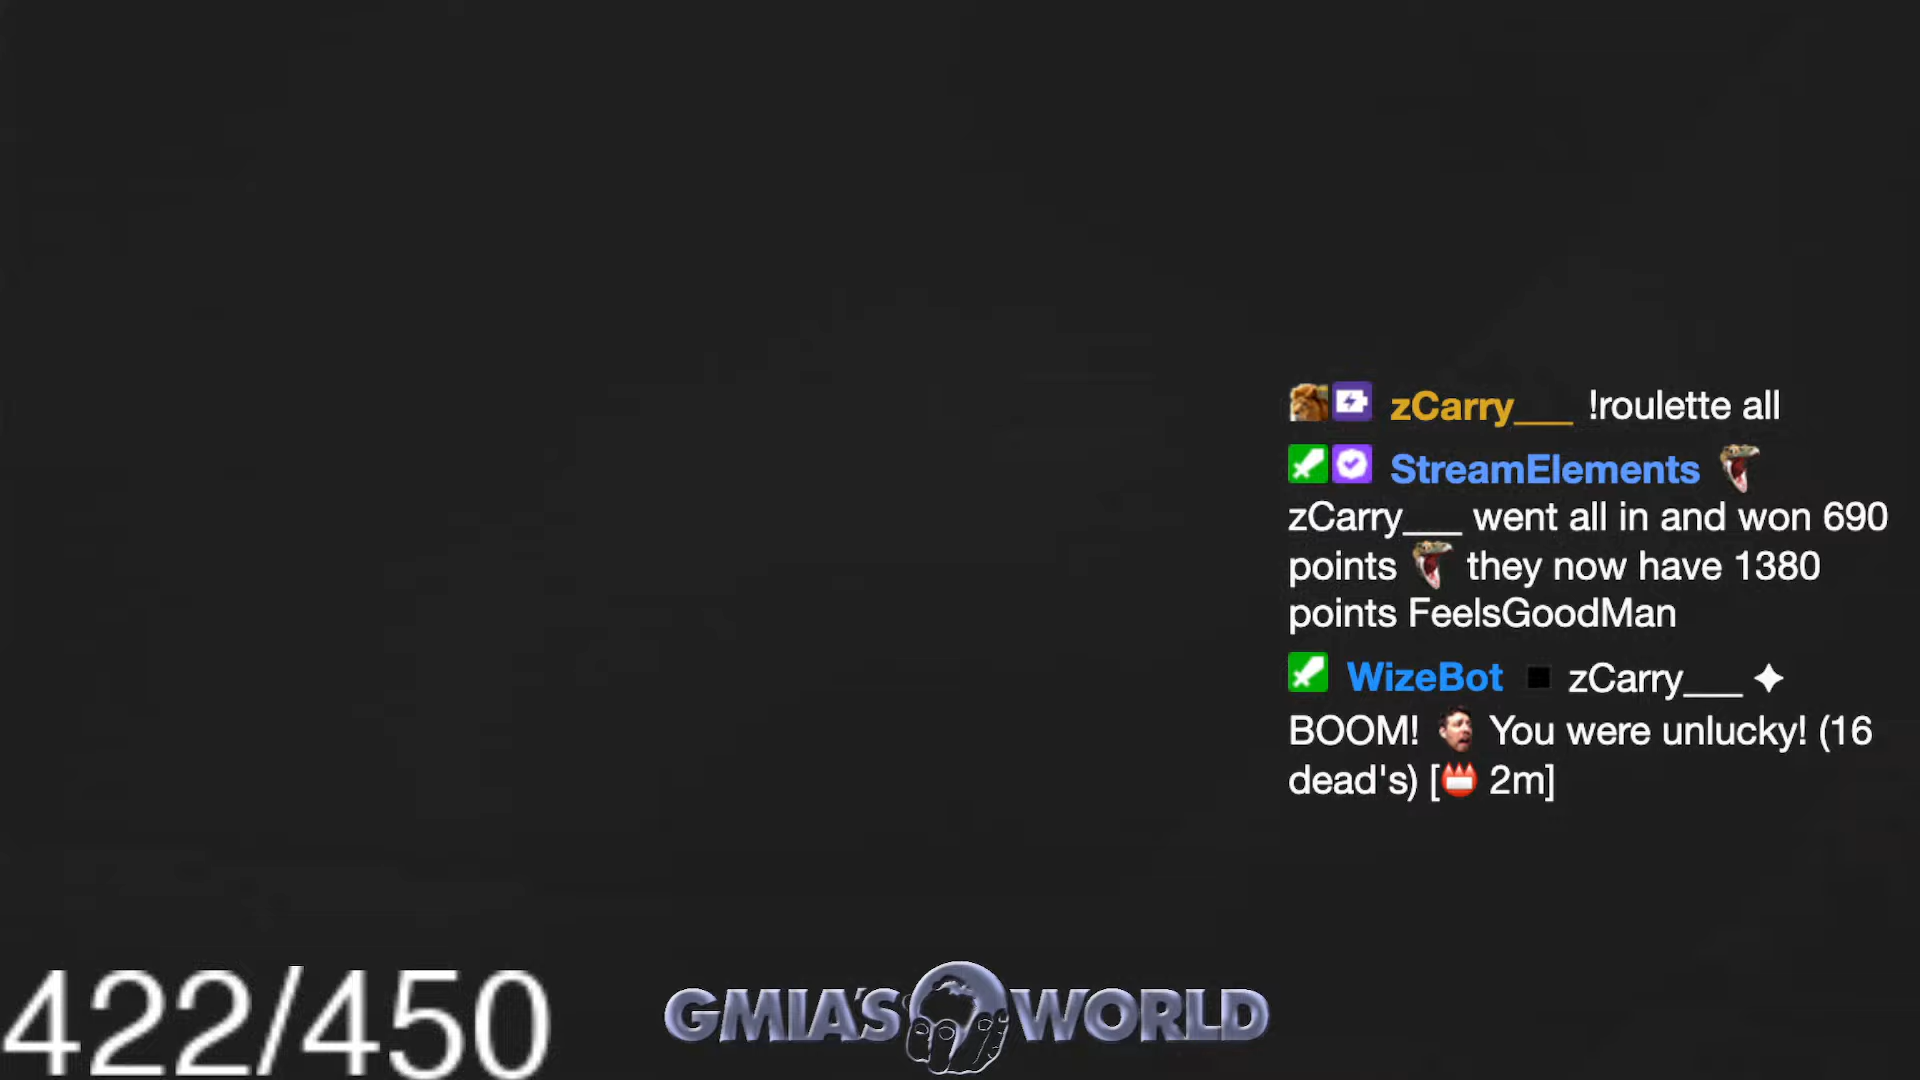 zCarry___ !roulette all
StreamElements
zCarry___ went all in and won 690
points they now have 1380
points FeelsGoodMan
WizeBot zCarry___
BOOM! You were unlucky! (16
dead's) [📛 2m]
422/450
GMIA'S WORLD